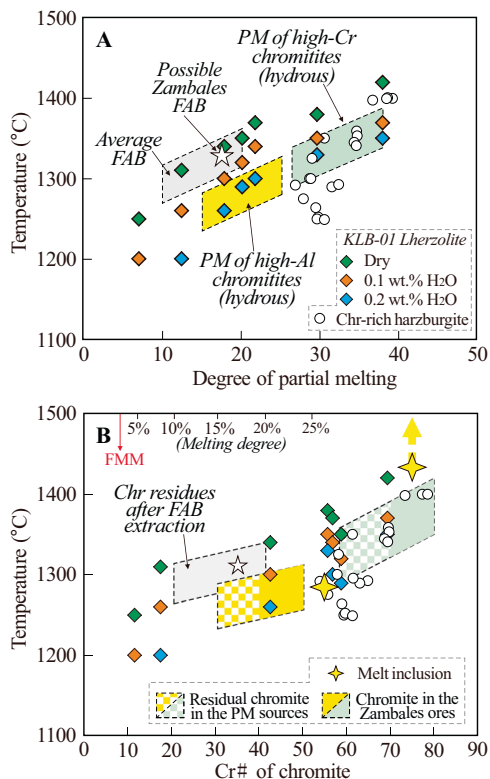 A
PM of high-Cr
chromitites
(hydrous)
Possible
Zambales
FAB
Average
FAB
PM of high-Al
chromitites
(hydrous)
KLB-01 Lherzolite
Dry
0.1 wt.% H2O
0.2 wt.% H2O
Chr-rich harzburgite
1500
1400
1300
1200
1100
Temperature (°C)
0 10 20 30 40 50
Degree of partial melting
B
5% 10% 15% 20% 25%
(Melting degree)
FMM
Chr residues
after FAB
extraction
Melt inclusion
Residual chromite
in the PM sources
Chromite in the
Zambales ores
1500
1400
1300
1200
1100
Temperature (°C)
0 10 20 30 40 50 60 70 80 90
Cr# of chromite